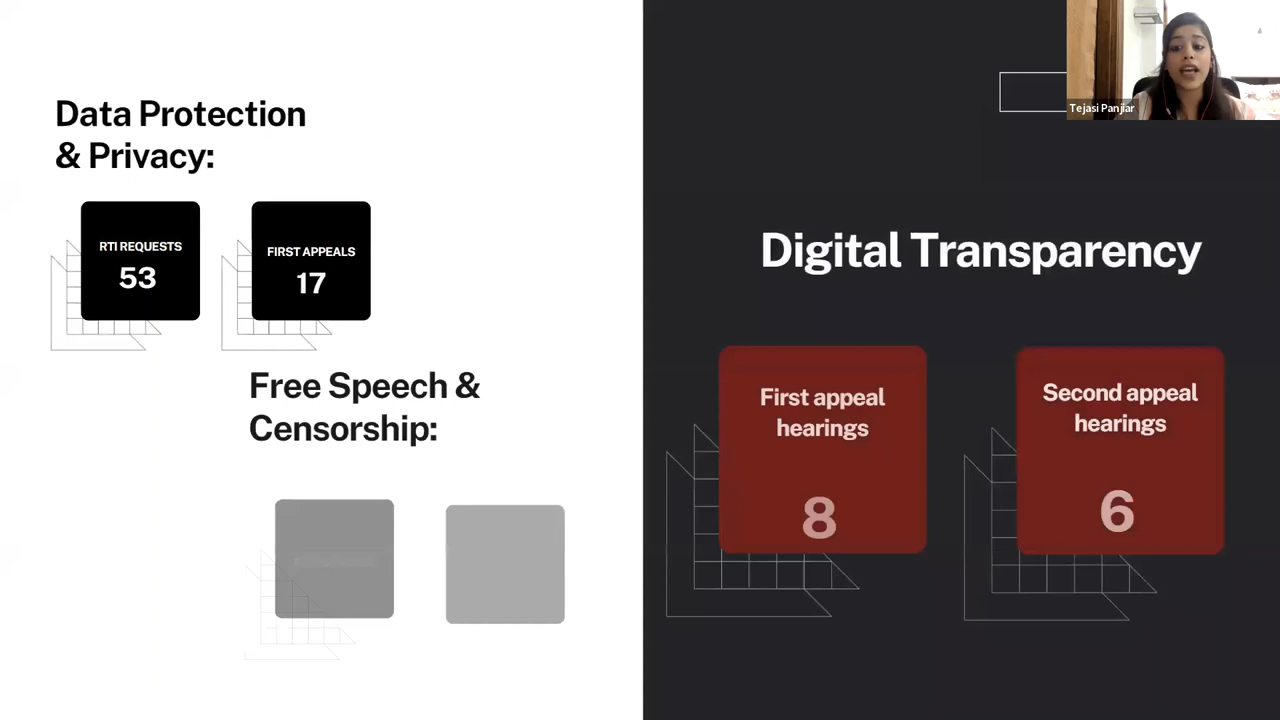 Data Protection
& Privacy:
RTI REQUESTS
53
FIRST APPEALS
17
Free Speech &
Censorship:
Tejasi Panjiar
Digital Transparency
First appeal
hearings
8
Second appeal
hearings
6